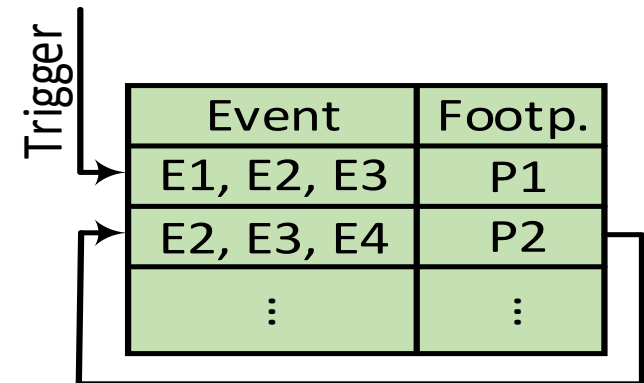 Trigger
Event Footp.
E1, E2, E3 P1
E2, E3, E4 P2
⋮ ⋮